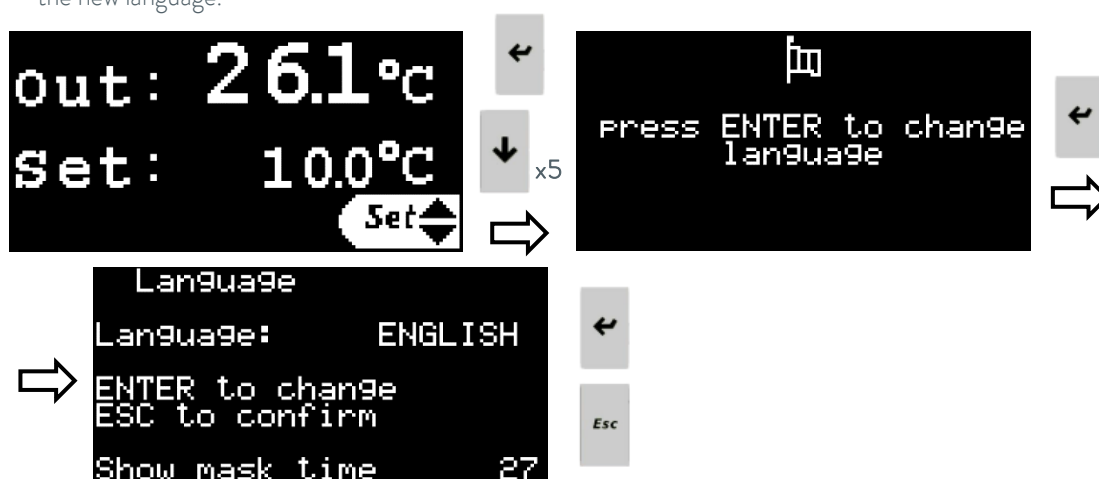 the new language.
out: 26.1°C
Set: 10.0°C
Set
x5
press ENTER to change
language
Language
Language: ENGLISH
ENTER to change
ESC to confirm
Show mask time 27
Esc